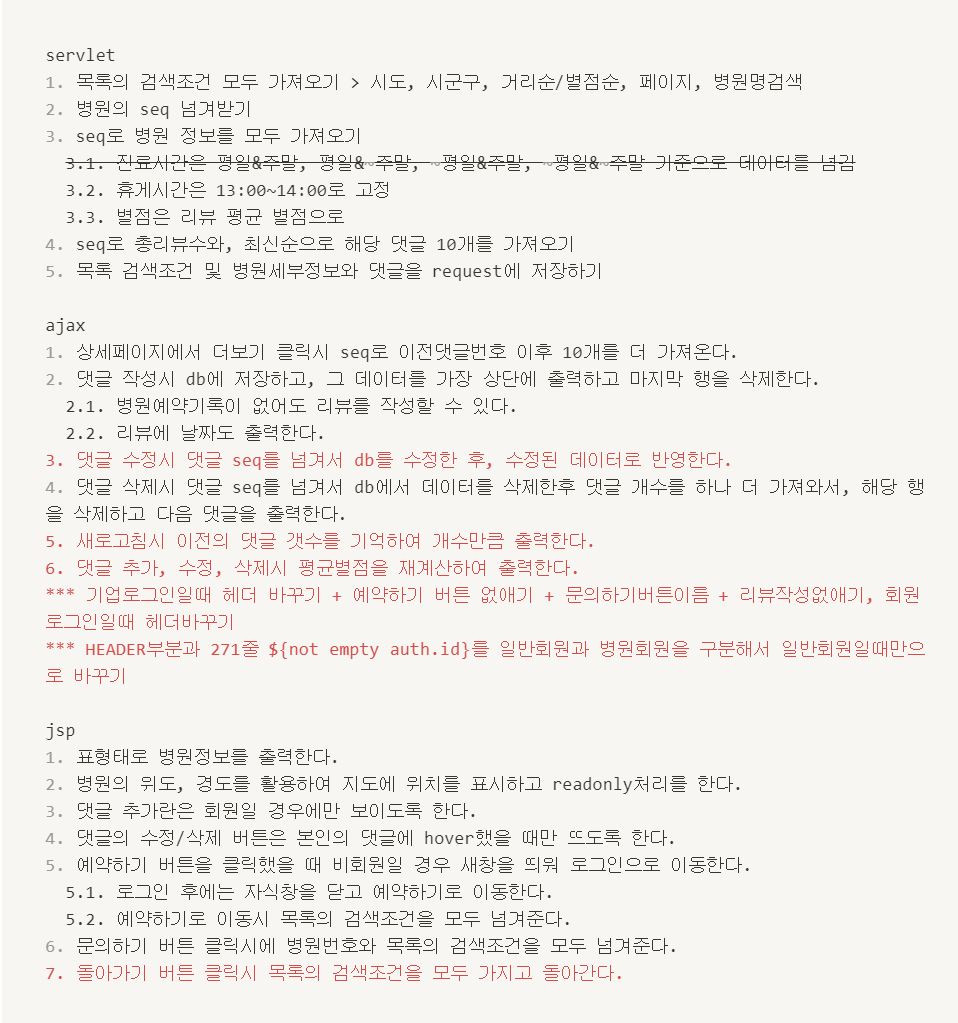 servlet
1. 목록의 검색조건 모두 가져오기 > 시도, 시군구, 거리순/별점순, 페이지, 병원명검색
2. 병원의 seq 넘겨받기
3. seq로 병원 정보를 모두 가져오기
3.1. 진료시간은 평일&주말, 평일&~주말, ~평일&주말, ~평일&~주말 기준으로 데이터를 넘김
3.2. 휴게시간은 13:00~14:00로 고정
3.3. 별점은 리뷰 평균 별점으로
4. seq로 총리뷰수와, 최신순으로 해당 댓글 10개를 가져오기
5. 목록 검색조건 및 병원세부정보와 댓글을 request에 저장하기
ajax
1. 상세페이지에서 더보기 클릭시 seq로 이전댓글번호 이후 10개를 더 가져온다.
2. 댓글 작성시 db에 저장하고, 그 데이터를 가장 상단에 출력하고 마지막 행을 삭제한다.
2.1. 병원예약기록이 없어도 리뷰를 작성할 수 있다.
2.2. 리뷰에 날짜도 출력한다.
3. 댓글 수정시 댓글 seq를 넘겨서 db를 수정한 후, 수정된 데이터로 반영한다.
4. 댓글 삭제시 댓글 seq를 넘겨서 db에서 데이터를 삭제한후 댓글 개수를 하나 더 가져와서, 해당 행
을 삭제하고 다음 댓글을 출력한다.
5. 새로고침시 이전의 댓글 갯수를 기억하여 개수만큼 출력한다.
6. 댓글 추가, 수정, 삭제시 평균별점을 재계산하여 출력한다.
*** 기업로그인일때 헤더 바꾸기 + 예약하기 버튼 없애기 + 문의하기버튼이름 + 리뷰작성없애기, 회원
로그인일때 헤더바꾸기
*** HEADER부분과 271줄 ${not empty auth.id}를 일반회원과 병원회원을 구분해서 일반회원일때만으
로 바꾸기
jsp
1. 표형태로 병원정보를 출력한다.
2. 병원의 위도, 경도를 활용하여 지도에 위치를 표시하고 readonly처리를 한다.
3. 댓글 추가란은 회원일 경우에만 보이도록 한다.
4. 댓글의 수정/삭제 버튼은 본인의 댓글에 hover했을 때만 뜨도록 한다.
5. 예약하기 버튼을 클릭했을 때 비회원일 경우 새창을 띄워 로그인으로 이동한다.
5.1. 로그인 후에는 자식창을 닫고 예약하기로 이동한다.
5.2. 예약하기로 이동시 목록의 검색조건을 모두 넘겨준다.
6. 문의하기 버튼 클릭시에 병원번호와 목록의 검색조건을 모두 넘겨준다.
7. 돌아가기 버튼 클릭시 목록의 검색조건을 모두 가지고 돌아간다.